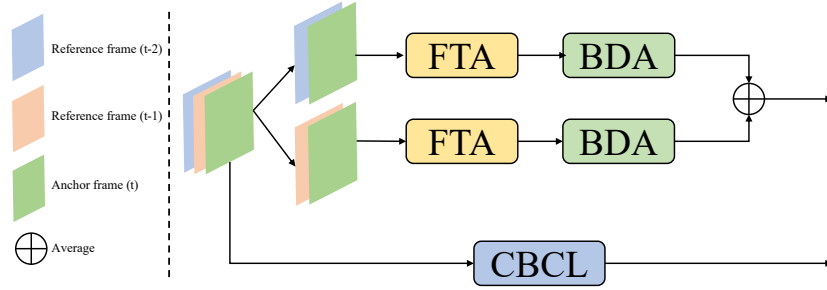 Reference frame (t-2)
Reference frame (t-1)
Anchor frame (t)
Average
FTA
BDA
FTA
BDA
CBCL